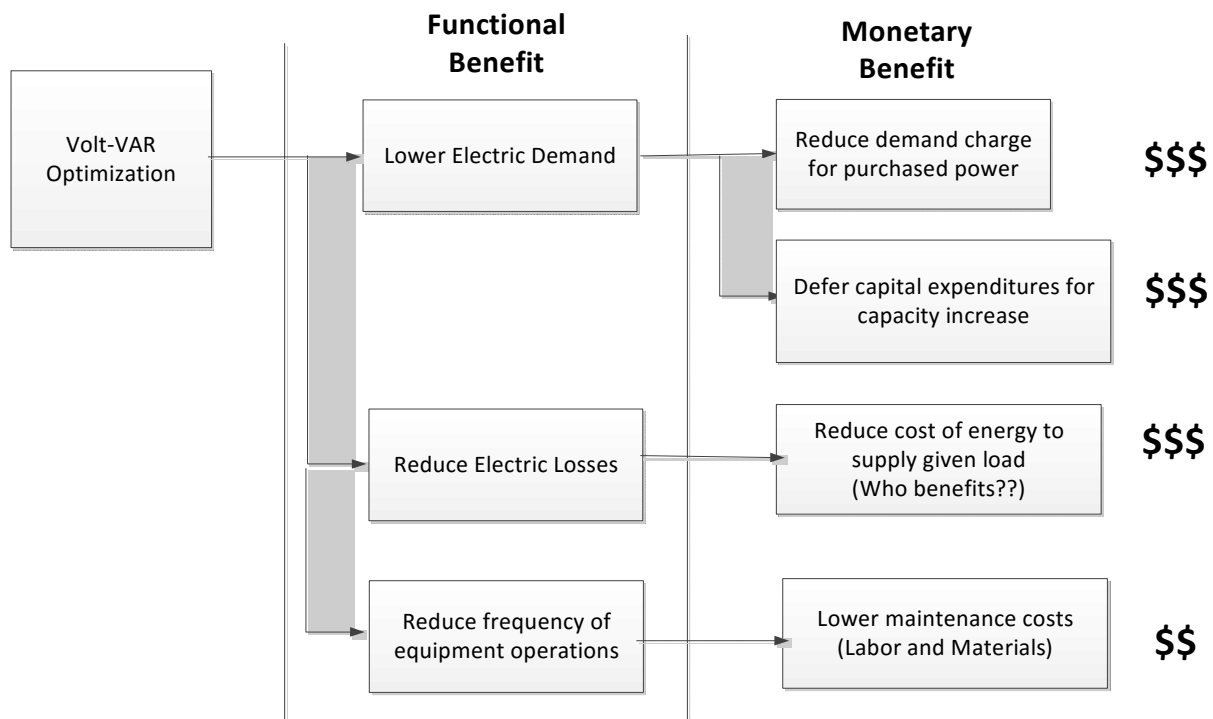 Functional
Benefit
Monetary
Benefit
Volt-VAR
Optimization
Lower Electric Demand
Reduce demand charge
for purchased power
$$$
Defer capital expenditures for
capacity increase
$$$
Reduce Electric Losses
Reduce cost of energy to
supply given load
(Who benefits??)
$$$
Reduce frequency of
equipment operations
Lower maintenance costs
(Labor and Materials)
$$